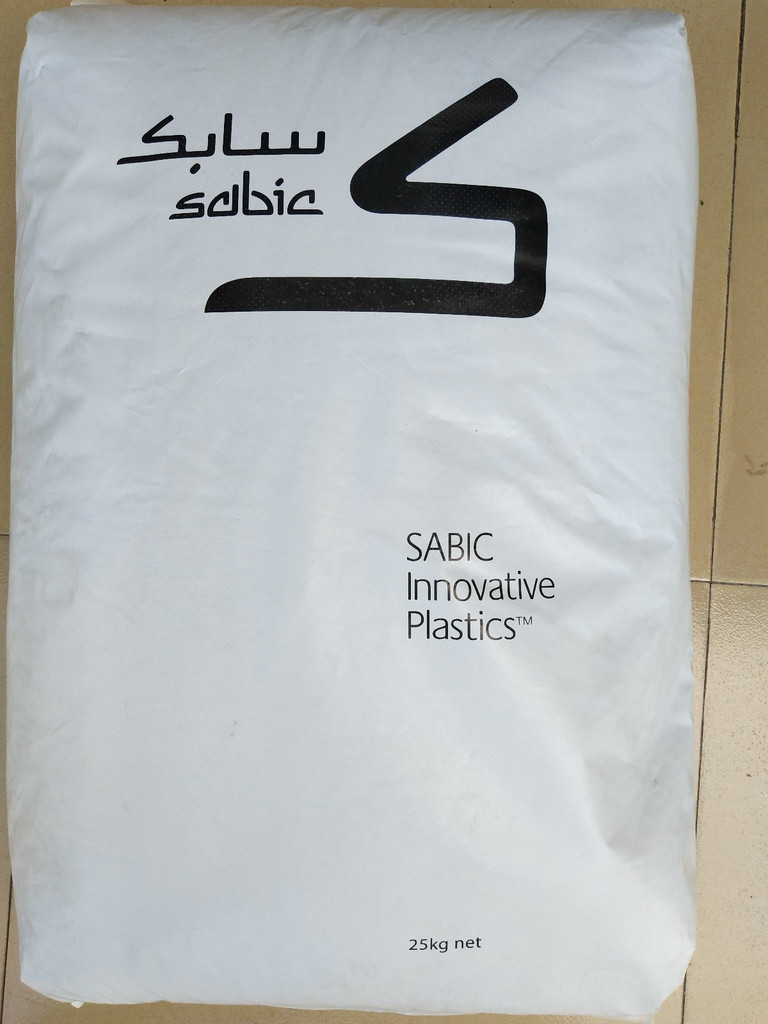 سابك
sabic
ك
SABIC
Innovative
Plastics™
25kg net